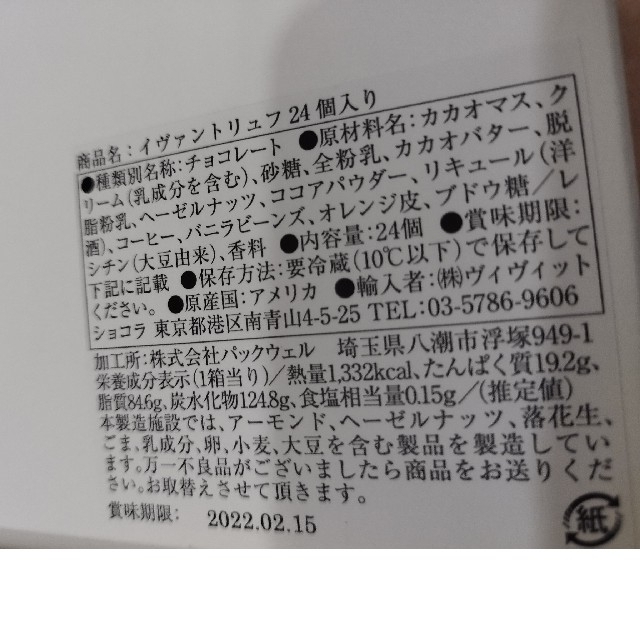 商品名：イヴァントリュフ 24個入り
●種類別名称：チョコレート ●原材料名：カカオマス、ク
リーム(乳成分を含む)、砂糖、全粉乳、カカオバター、脱
脂粉乳、ヘーゼルナッツ、ココアパウダー、リキュール(洋
酒)、コーヒー、バニラビーンズ、オレンジ皮、ブドウ糖／レ
シチン(大豆由来)、香料 ●内容量：24個 ●賞味期限：
下記に記載 ●保存方法：要冷蔵(10℃以下)で保存して
ください。 ●原産国：アメリカ ●輸入者：㈱ヴィヴィット
ショコラ 東京都港区南青山4-5-25 TEL：03-5786-9606
加工所：株式会社パックウェル 埼玉県八潮市浮塚949-1
栄養成分表示(1箱当り)／熱量1,332kcal、たんぱく質19.2g、
脂質84.6g、炭水化物124.8g、食塩相当量0.15g／(推定値)
本製造施設では、アーモンド、ヘーゼルナッツ、落花生、
ごま、乳成分、卵、小麦、大豆を含む製品を製造してい
ます。万一不良品がございましたら商品をお送りくだ
さい。お取替えさせて頂きます。
賞味期限： 2022.02.15
紙